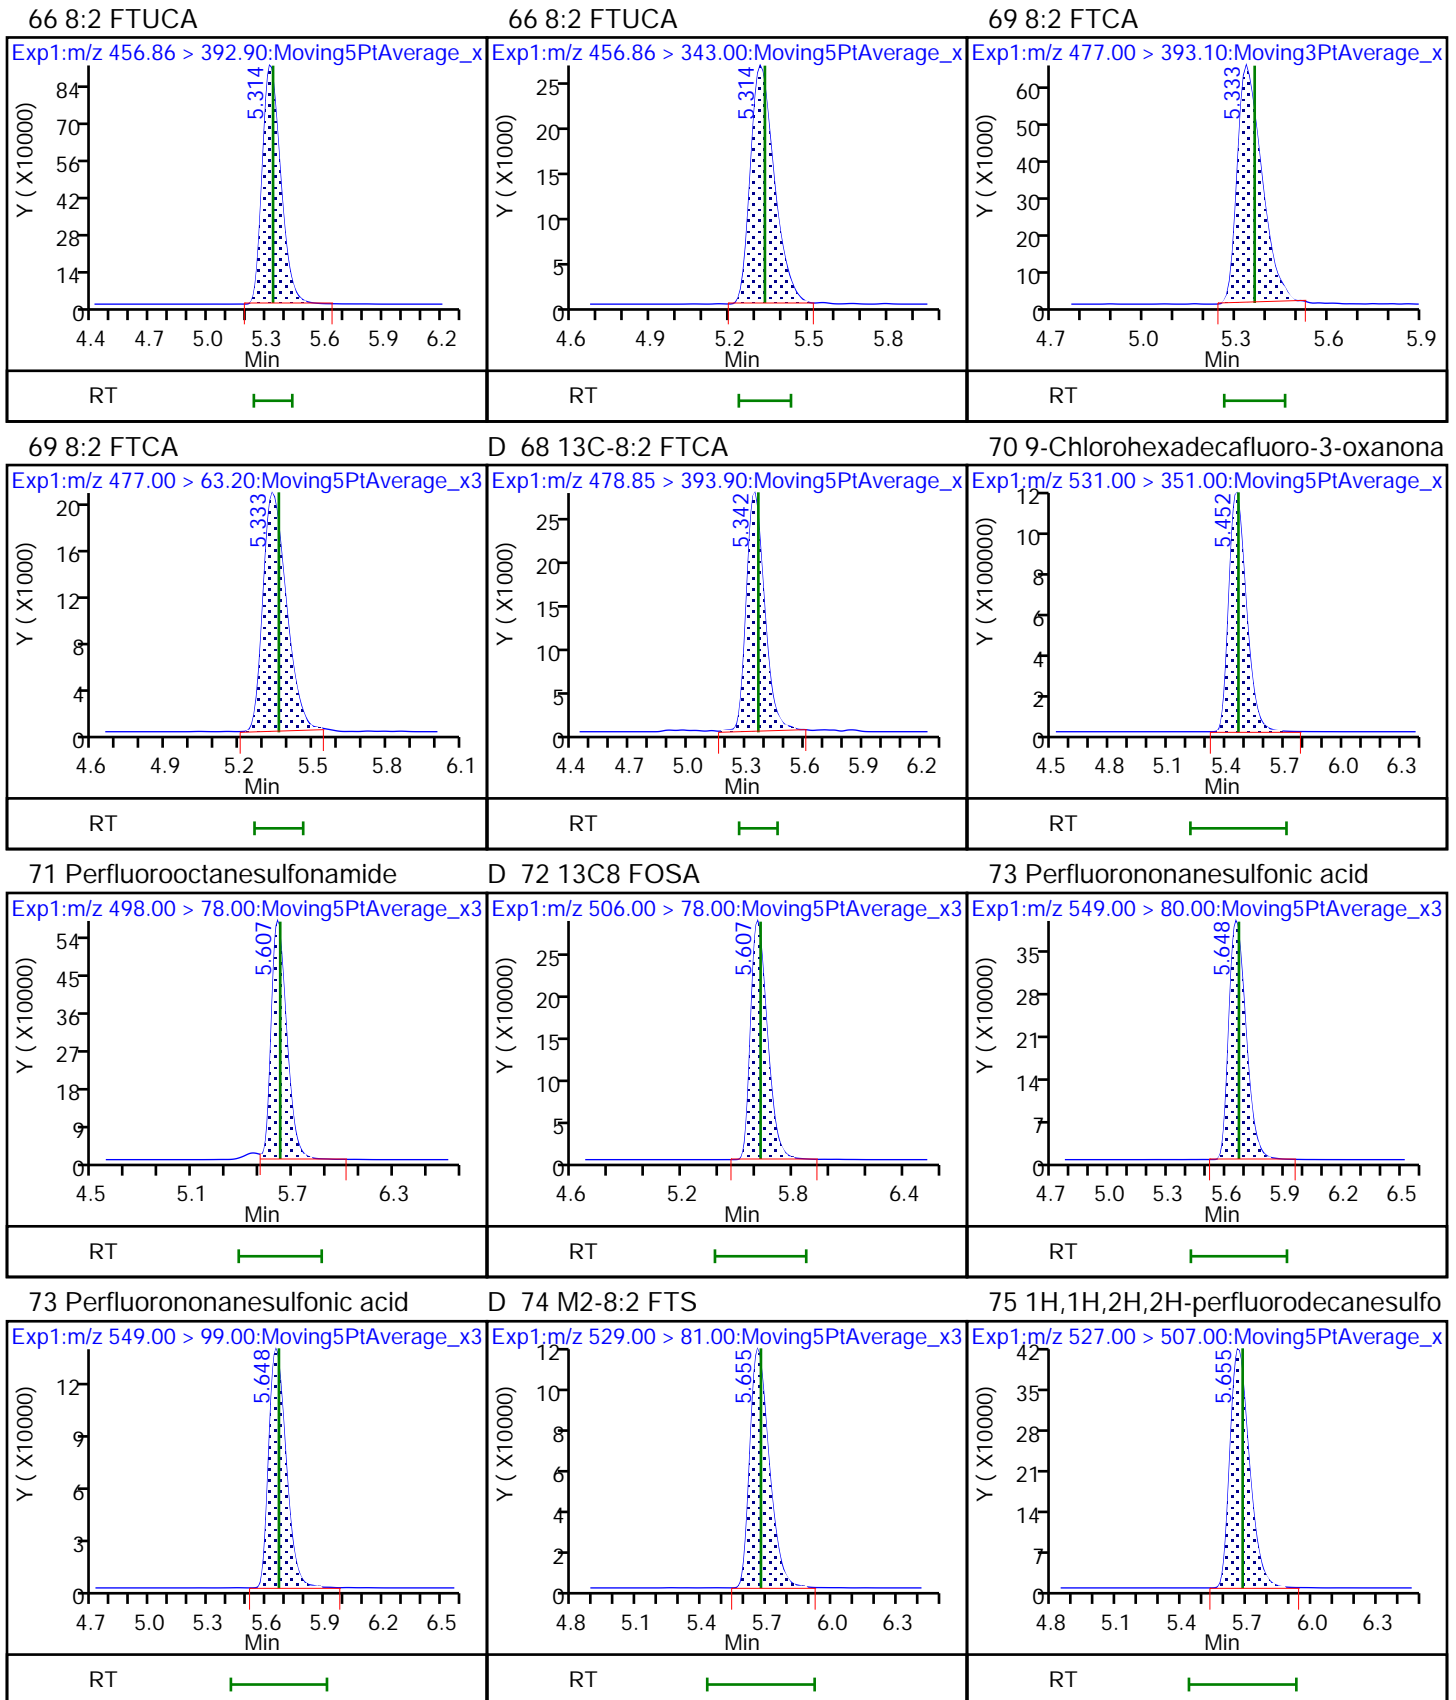 66 8:2 FTUCA
Exp1:m/z 456.86 > 392.90:Moving5PtAverage_x
5.314
Y ( X10000)
84
70
56
42
28
14
0
4.4 4.7 5.0 5.3 5.6 5.9 6.2
Min
RT
66 8:2 FTUCA
Exp1:m/z 456.86 > 343.00:Moving5PtAverage_x
5.314
Y ( X1000)
25
20
15
10
5
0
4.6 4.9 5.2 5.5 5.8
Min
RT
69 8:2 FTCA
Exp1:m/z 477.00 > 393.10:Moving3PtAverage_x
5.333
Y ( X1000)
60
50
40
30
20
10
0
4.7 5.0 5.3 5.6 5.9
Min
RT
69 8:2 FTCA
Exp1:m/z 477.00 > 63.20:Moving5PtAverage_x3
5.333
Y ( X1000)
20
16
12
8
4
0
4.6 4.9 5.2 5.5 5.8 6.1
Min
RT
D 68 13C-8:2 FTCA
Exp1:m/z 478.85 > 393.90:Moving5PtAverage_x
5.342
Y ( X1000)
25
20
15
10
5
0
4.4 4.7 5.0 5.3 5.6 5.9 6.2
Min
RT
70 9-Chlorohexadecafluoro-3-oxanona
Exp1:m/z 531.00 > 351.00:Moving5PtAverage_x
5.452
Y ( X100000)
12
10
8
6
4
2
0
4.5 4.8 5.1 5.4 5.7 6.0 6.3
Min
RT
71 Perfluorooctanesulfonamide
Exp1:m/z 498.00 > 78.00:Moving5PtAverage_x3
5.607
Y ( X10000)
54
45
36
27
18
9
0
4.5 5.1 5.7 6.3
Min
RT
D 72 13C8 FOSA
Exp1:m/z 506.00 > 78.00:Moving5PtAverage_x3
5.607
Y ( X10000)
25
20
15
10
5
0
4.6 5.2 5.8 6.4
Min
RT
73 Perfluorononanesulfonic acid
Exp1:m/z 549.00 > 80.00:Moving5PtAverage_x3
5.648
Y ( X10000)
35
28
21
14
7
0
4.7 5.0 5.3 5.6 5.9 6.2 6.5
Min
RT
73 Perfluorononanesulfonic acid
Exp1:m/z 549.00 > 99.00:Moving5PtAverage_x3
5.648
Y ( X10000)
12
9
6
3
0
4.7 5.0 5.3 5.6 5.9 6.2 6.5
Min
RT
D 74 M2-8:2 FTS
Exp1:m/z 529.00 > 81.00:Moving5PtAverage_x3
5.655
Y ( X10000)
12
10
8
6
4
2
0
4.8 5.1 5.4 5.7 6.0 6.3
Min
RT
75 1H,1H,2H,2H-perfluorodecanesulfo
Exp1:m/z 527.00 > 507.00:Moving5PtAverage_x
5.655
Y ( X10000)
42
35
28
21
14
7
0
4.8 5.1 5.4 5.7 6.0 6.3
Min
RT